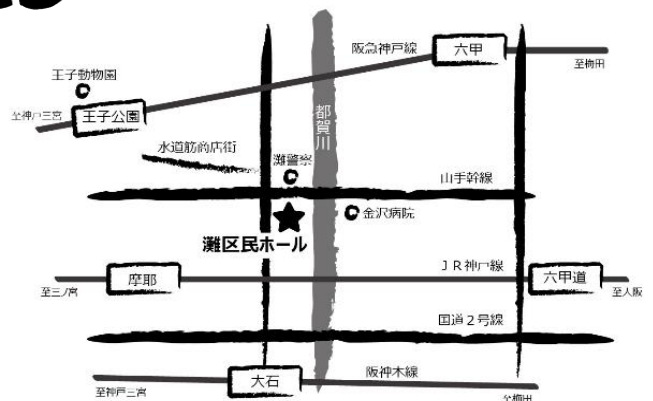 阪急神戸線
六甲
至梅田
王子動物園
至神戸三宮
王子公園
都賀川
水道筋商店街
灘警察
山手幹線
金沢病院
灘区民ホール
JR神戸線
摩耶
六甲道
至三ノ宮
至大阪
国道2号線
大石
阪神本線
至神戸三宮
至梅田